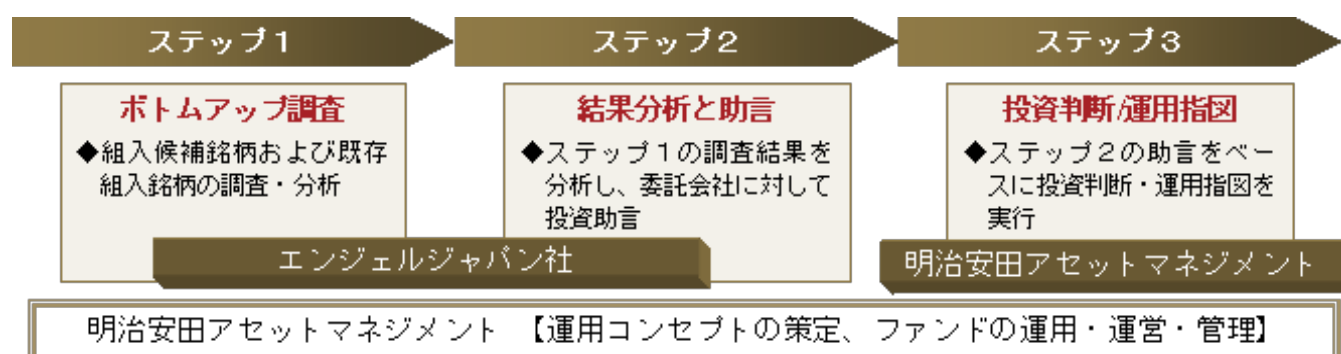 ステップ1
ステップ2
ステップ3
ボトムアップ調査
◆組入候補銘柄および既存
組入銘柄の調査・分析
結果分析と助言
◆ステップ1の調査結果を
分析し、委託会社に対して
投資助言
投資判断/運用指図
◆ステップ2の助言をベー
スに投資判断・運用指図を
実行
エンジェルジャパン社
明治安田アセットマネジメント
明治安田アセットマネジメント 【運用コンセプトの策定、ファンドの運用・運営・管理】